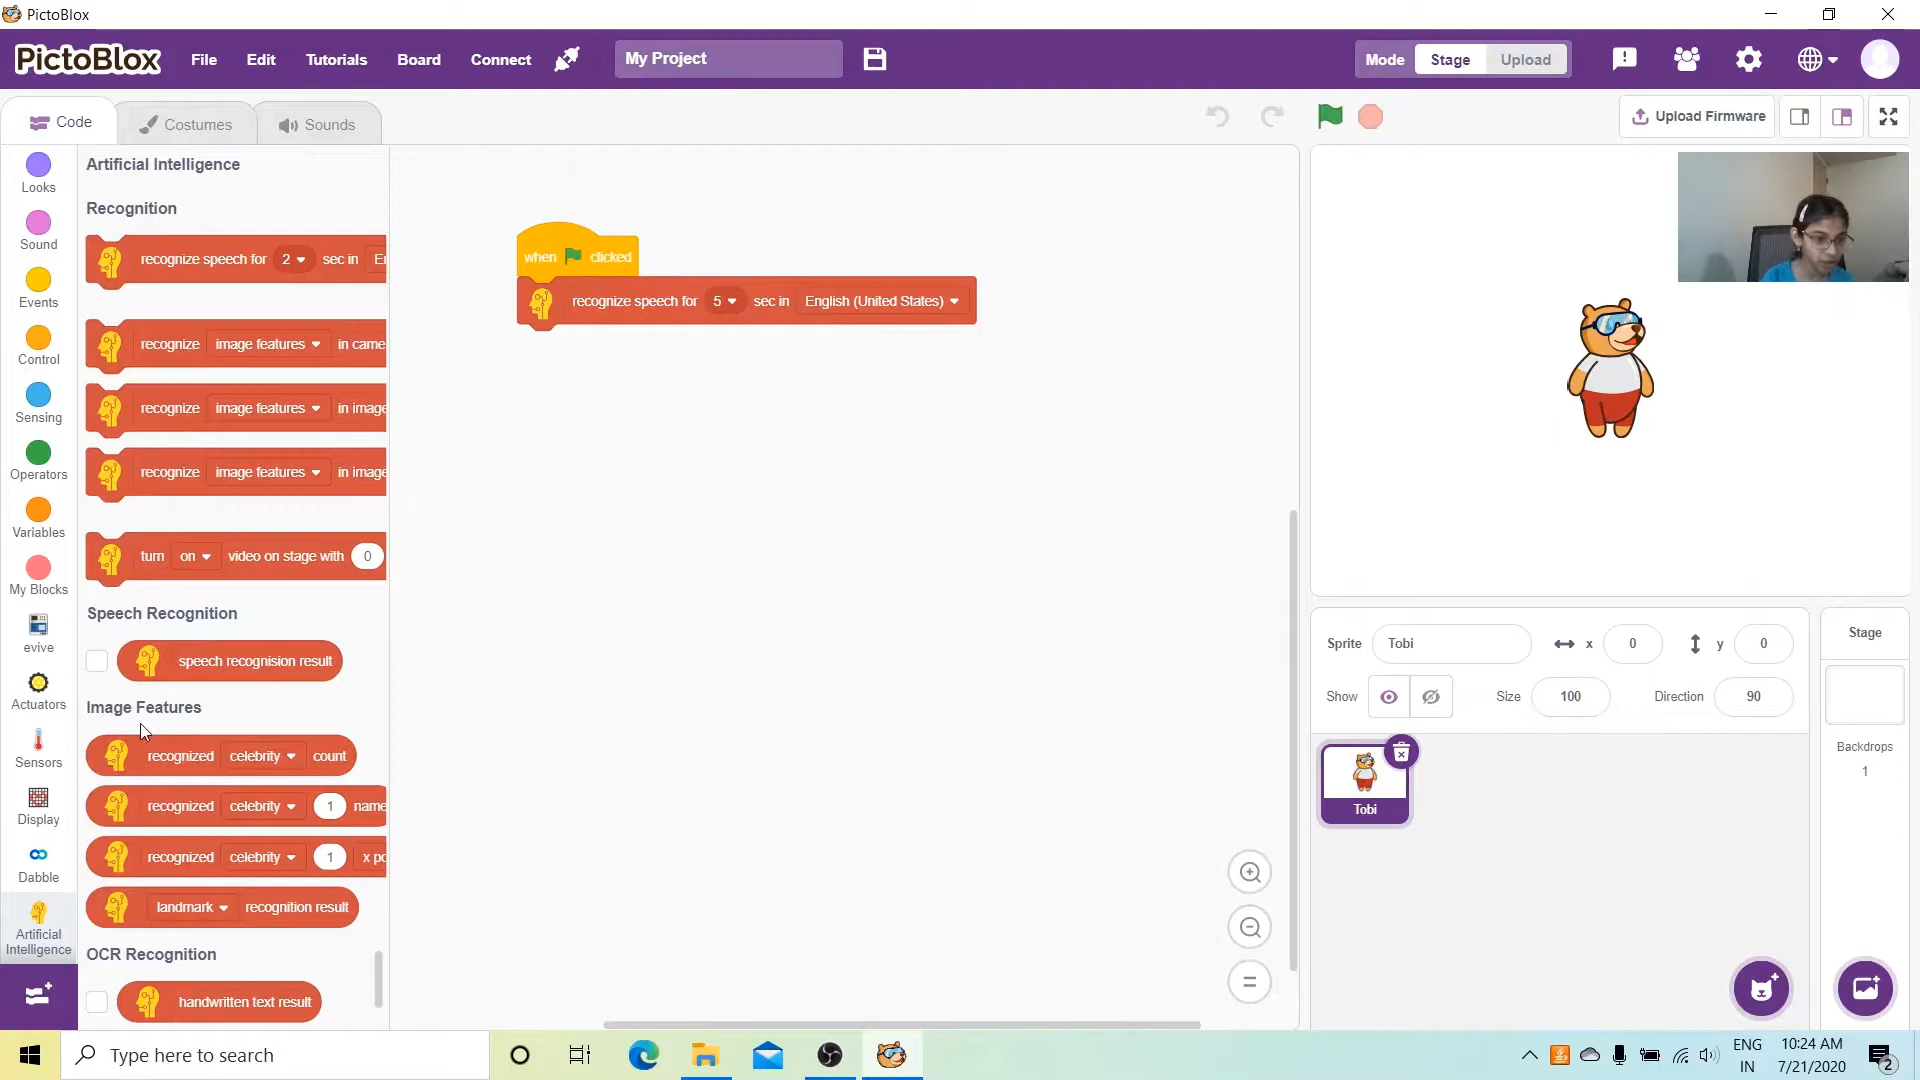 PictoBlox
PictoBlox File Edit Tutorials Board Connect My Project Mode Stage Upload
Code Costumes Sounds Upload Firmware
Looks
Sound
Events
Control
Sensing
Operators
Variables
My Blocks
evive
Actuators
Sensors
Display
Dabble
Artificial
Intelligence
Artificial Intelligence
Recognition
recognize speech for 2 sec in
recognize image features in
recognize image features in
recognize image features in
turn on video on stage with 0
Speech Recognition
speech recognision result
Image Features
recognized celebrity count
recognized celebrity 1 name
recognized celebrity 1 x
landmark recognition result
OCR Recognition
handwritten text result
when clicked
recognize speech for 5 sec in English (United States)
Sprite Tobi x 0 y 0
Show Size 100 Direction 90
Tobi
Stage
Backdrops
1
Type here to search
ENG
IN
10:24 AM
7/21/2020
2